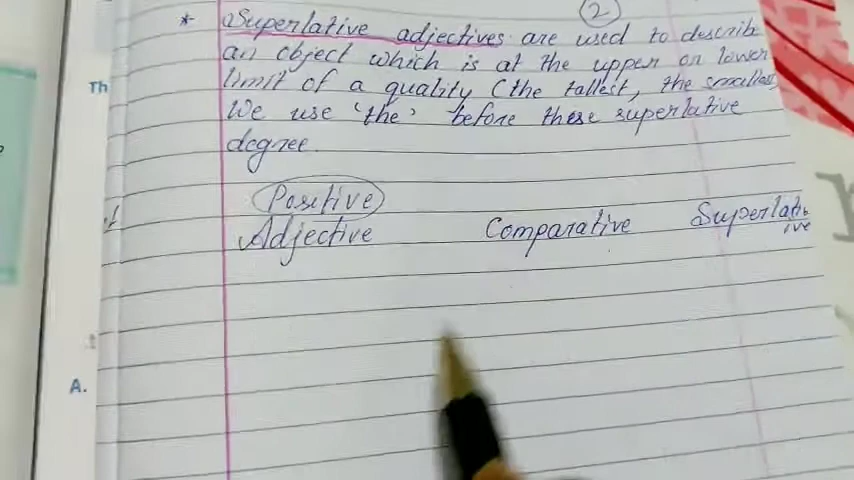 2
* Superlative adjectives are used to describe
an object which is at the upper or lower
limit of a quality (the tallest, the smallest
We use 'the' before these superlative
degree.
Positive
Adjective Comparative Superlative
Th
A.